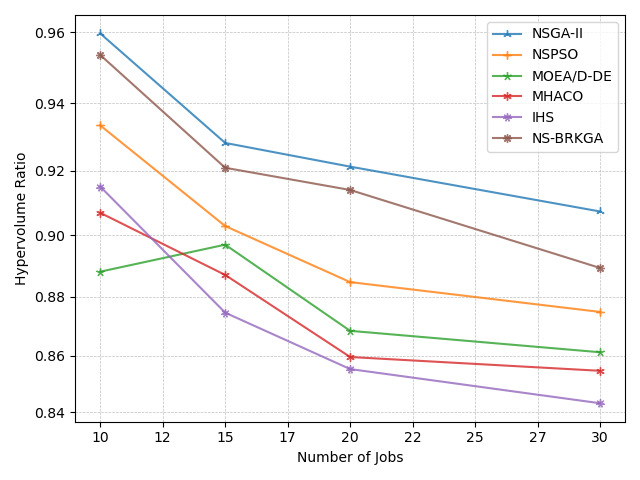 Hypervolume Ratio
0.96
0.94
0.92
0.90
0.88
0.86
0.84
NSGA-II
NSPSO
MOEA/D-DE
MHACO
IHS
NS-BRKGA
10 12 15 17 20 22 25 27 30
Number of Jobs